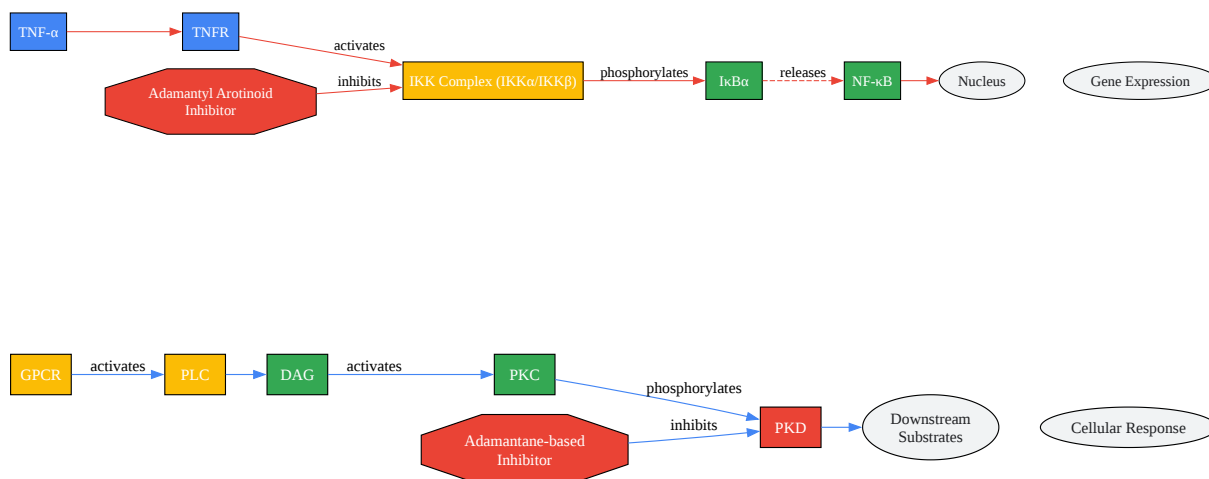 TNF-α
TNFR
activates
Adamantyl Arotinoid
Inhibitor
inhibits
IKK Complex (IKKα/IKKβ)
phosphorylates
IκBα
releases
NF-κB
Nucleus
Gene Expression
GPCR
activates
PLC
DAG
activates
PKC
phosphorylates
Adamantane-based
Inhibitor
inhibits
PKD
Downstream
Substrates
Cellular Response